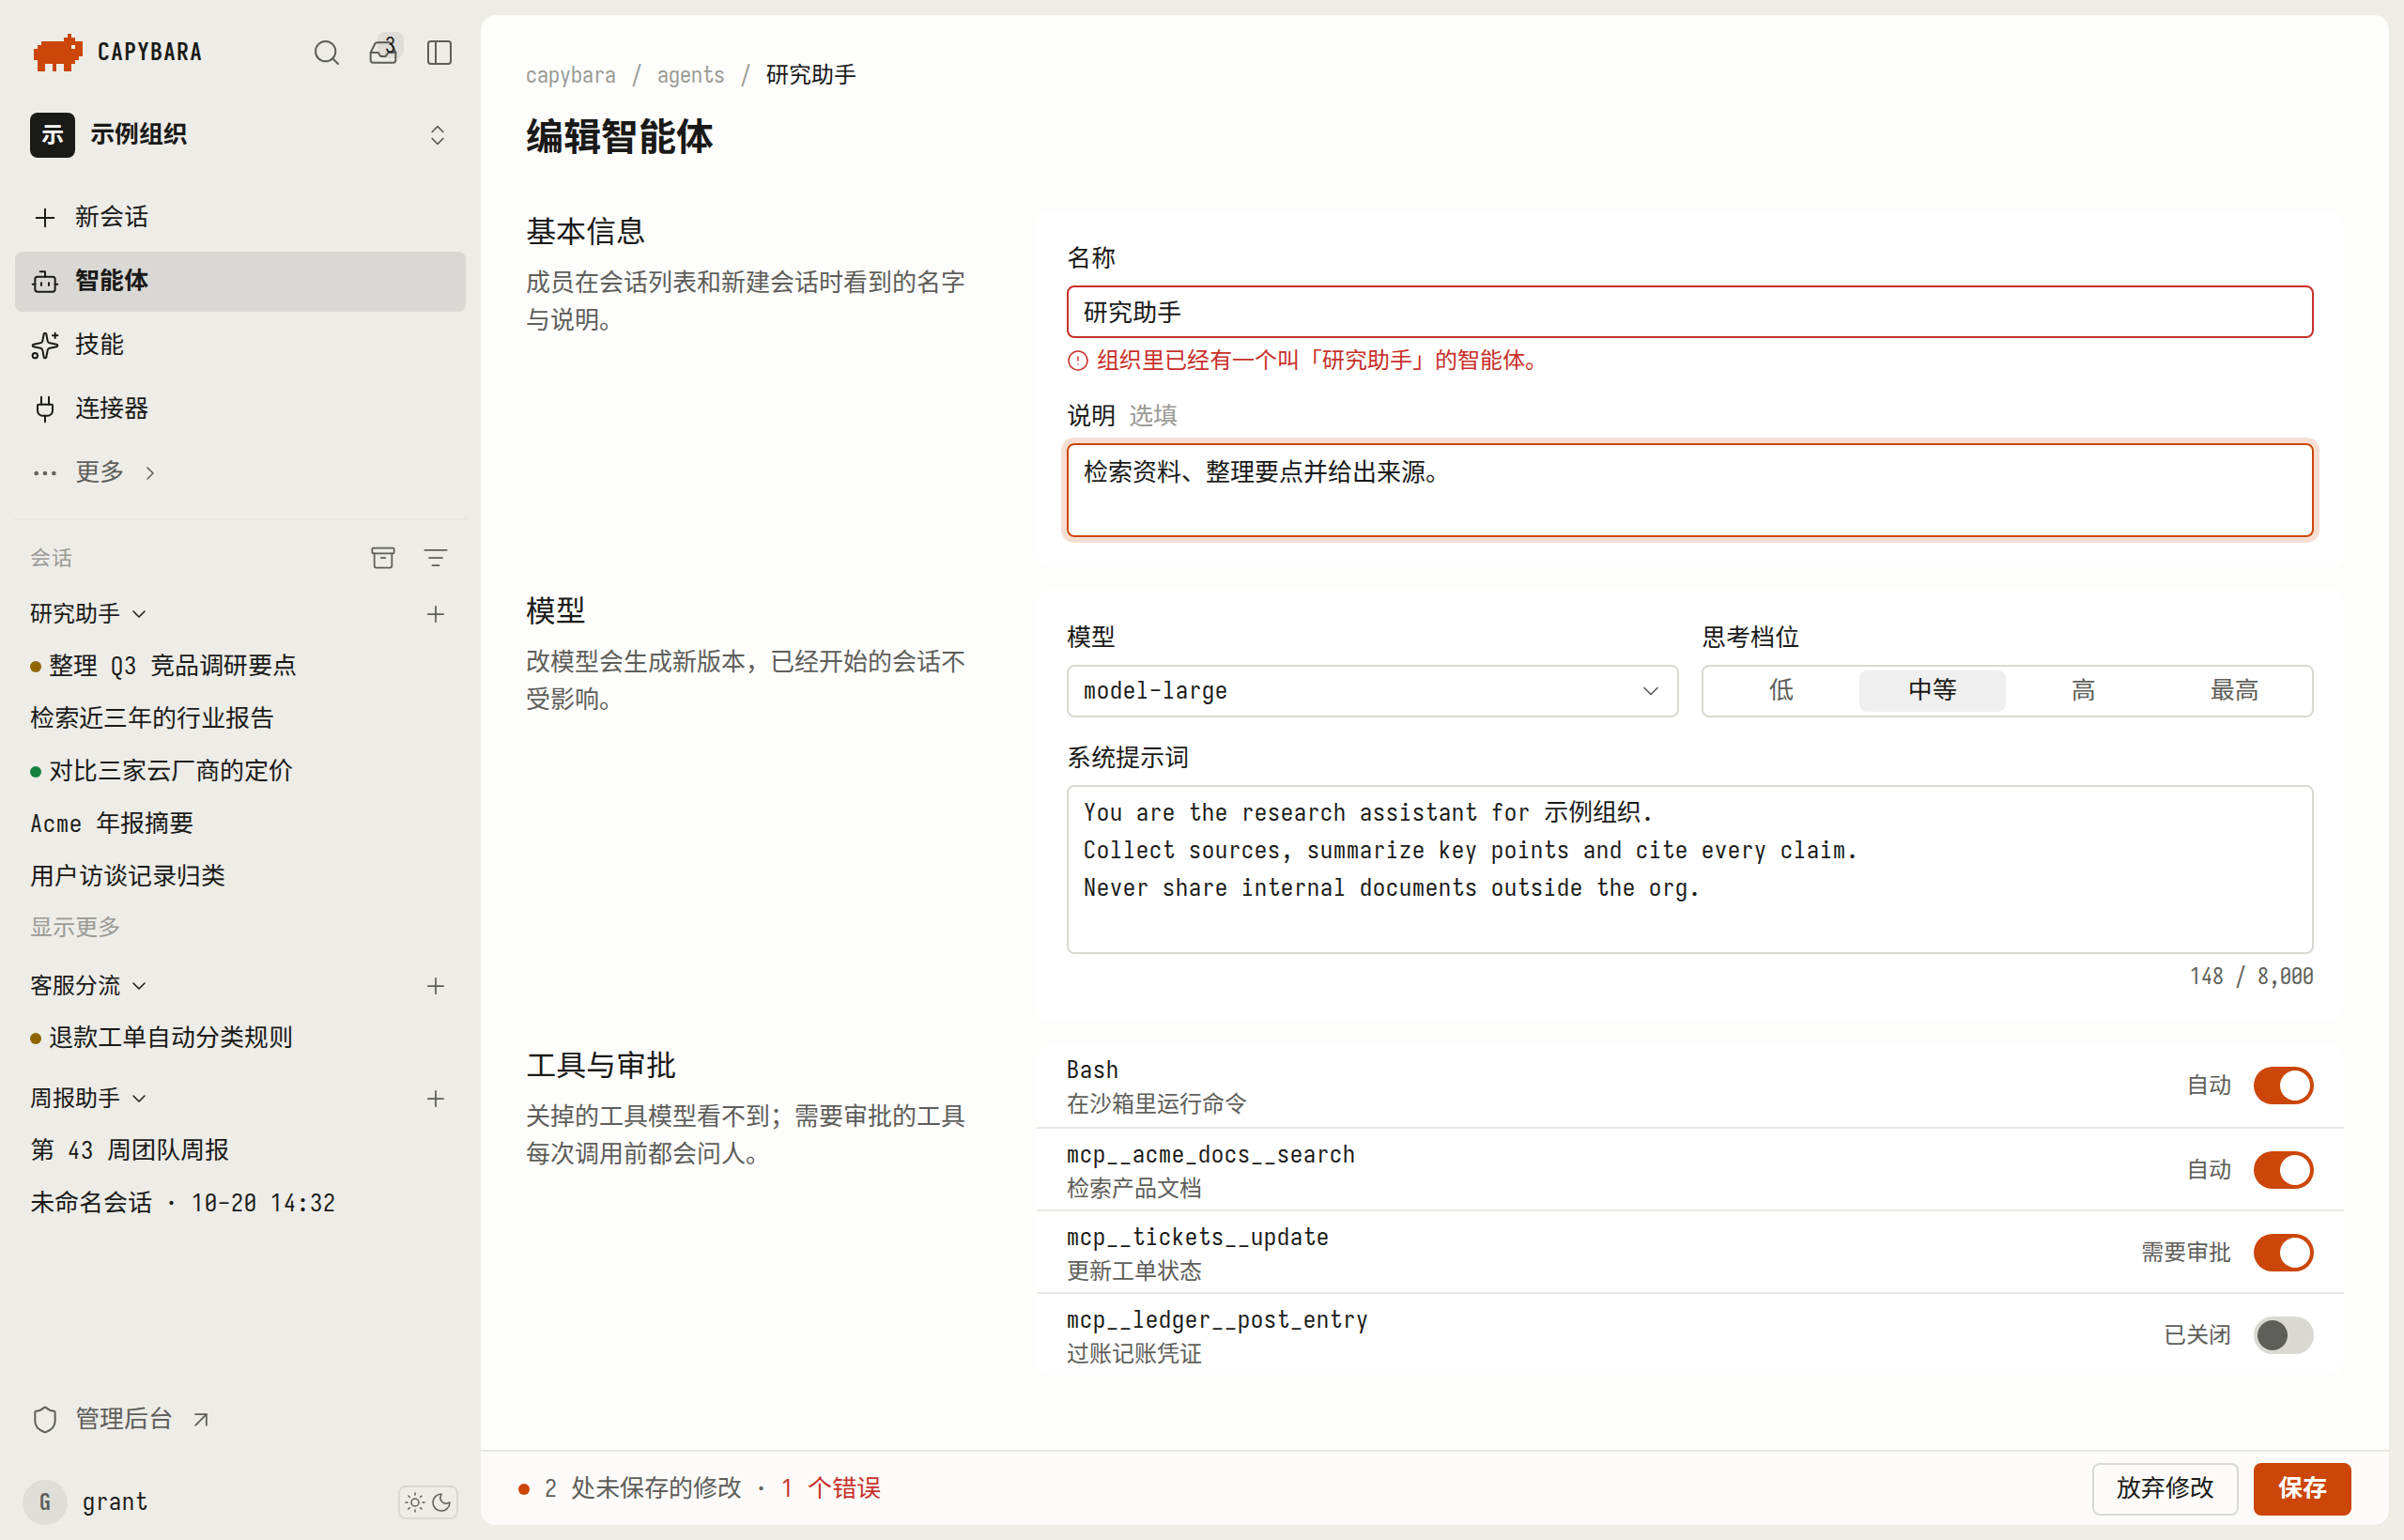 CAPYBARA
3
示 示例组织
新会话
智能体
技能
连接器
更多
会话
研究助手
整理 Q3 竞品调研要点
检索近三年的行业报告
对比三家云厂商的定价
Acme 年报摘要
用户访谈记录归类
显示更多
客服分流
退款工单自动分类规则
周报助手
第 43 周团队周报
未命名会话 · 10-20 14:32
管理后台
G grant
capybara / agents / 研究助手
编辑智能体
基本信息
成员在会话列表和新建会话时看到的名字
与说明。
名称
研究助手
组织里已经有一个叫「研究助手」的智能体。
说明 选填
检索资料、整理要点并给出来源。
模型
改模型会生成新版本，已经开始的会话不
受影响。
模型
model-large
思考档位
低 中等 高 最高
系统提示词
You are the research assistant for 示例组织.
Collect sources, summarize key points and cite every claim.
Never share internal documents outside the org.
148 / 8,000
工具与审批
关掉的工具模型看不到；需要审批的工具
每次调用前都会问人。
Bash
在沙箱里运行命令
自动
mcp__acme_docs__search
检索产品文档
自动
mcp__tickets__update
更新工单状态
需要审批
mcp__ledger__post_entry
过账记账凭证
已关闭
2 处未保存的修改 · 1 个错误
放弃修改
保存